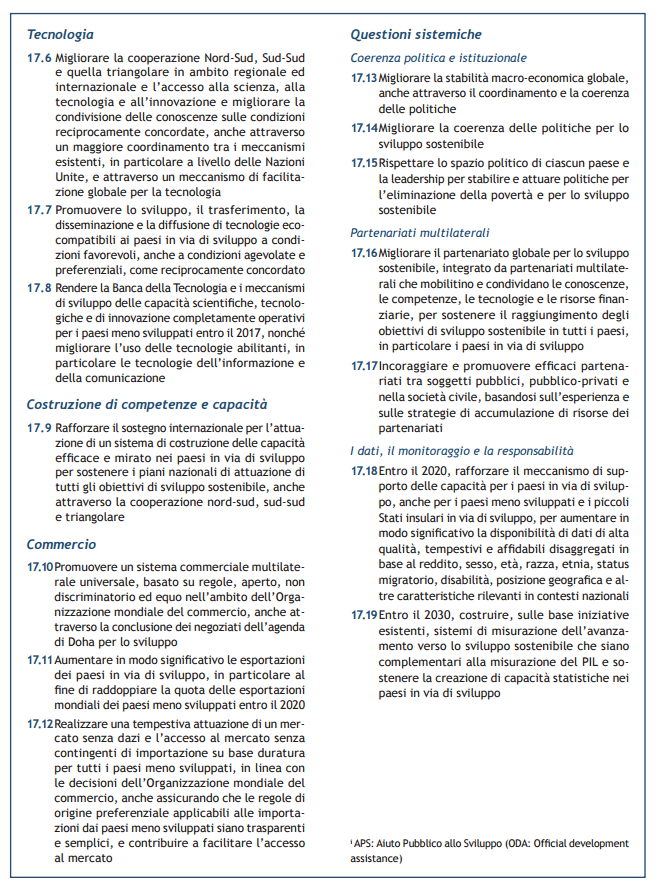 Tecnologia
17.6 Migliorare la cooperazione Nord-Sud, Sud-Sud
e quella triangolare in ambito regionale ed
internazionale e l’accesso alla scienza, alla
tecnologia e all’innovazione e migliorare la
condivisione delle conoscenze sulle condizioni
reciprocamente concordate, anche attraverso
un maggiore coordinamento tra i meccanismi
esistenti, in particolare a livello delle Nazioni
Unite, e attraverso un meccanismo di facilita-
zione globale per la tecnologia
17.7 Promuovere lo sviluppo, il trasferimento, la
disseminazione e la diffusione di tecnologie eco-
compatibili ai paesi in via di sviluppo a condi-
zioni favorevoli, anche a condizioni agevolate e
preferenziali, come reciprocamente concordato
17.8 Rendere la Banca della Tecnologia e i meccanismi
di sviluppo delle capacità scientifiche, tecnolo-
giche e di innovazione completamente operativi
per i paesi meno sviluppati entro il 2017, nonché
migliorare l’uso delle tecnologie abilitanti, in
particolare le tecnologie dell’informazione e
della comunicazione
Costruzione di competenze e capacità
17.9 Rafforzare il sostegno internazionale per l’attua-
zione di un sistema di costruzione delle capacità
efficace e mirato nei paesi in via di sviluppo
per sostenere i piani nazionali di attuazione di
tutti gli obiettivi di sviluppo sostenibile, anche
attraverso la cooperazione nord-sud, sud-sud
e triangolare
Commercio
17.10 Promuovere un sistema commerciale multilate-
rale universale, basato su regole, aperto, non
discriminatorio ed equo nell’ambito dell’Orga-
nizzazione mondiale del commercio, anche at-
traverso la conclusione dei negoziati dell’agenda
di Doha per lo sviluppo
17.11 Aumentare in modo significativo le esportazioni
dei paesi in via di sviluppo, in particolare al
fine di raddoppiare la quota delle esportazioni
mondiali dei paesi meno sviluppati entro il 2020
17.12 Realizzare una tempestiva attuazione di un mer-
cato senza dazi e l’accesso al mercato senza
contingenti di importazione su base duratura
per tutti i paesi meno sviluppati, in linea con
le decisioni dell’Organizzazione mondiale del
commercio, anche assicurando che le regole di
origine preferenziale applicabili alle importa-
zioni dai paesi meno sviluppati siano trasparenti
e semplici, e contribuire a facilitare l’accesso
al mercato
Questioni sistemiche
Coerenza politica e istituzionale
17.13 Migliorare la stabilità macro-economica globale,
anche attraverso il coordinamento e la coerenza
delle politiche
17.14 Migliorare la coerenza delle politiche per lo
sviluppo sostenibile
17.15 Rispettare lo spazio politico di ciascun paese e
la leadership per stabilire e attuare politiche per
l’eliminazione della povertà e per lo sviluppo
sostenibile
Partenariati multilaterali
17.16 Migliorare il partenariato globale per lo sviluppo
sostenibile, integrato da partenariati multilate-
rali che mobilitino e condividano le conoscenze,
le competenze, le tecnologie e le risorse finan-
ziarie, per sostenere il raggiungimento degli
obiettivi di sviluppo sostenibile in tutti i paesi,
in particolare i paesi in via di sviluppo
17.17 Incoraggiare e promuovere efficaci partena-
riati tra soggetti pubblici, pubblico-privati e
nella società civile, basandosi sull’esperienza e
sulle strategie di accumulazione di risorse dei
partenariati
I dati, il monitoraggio e la responsabilità
17.18 Entro il 2020, rafforzare il meccanismo di sup-
porto delle capacità per i paesi in via di svilup-
po, anche per i paesi meno sviluppati e i piccoli
Stati insulari in via di sviluppo, per aumentare in
modo significativo la disponibilità di dati di alta
qualità, tempestivi e affidabili disaggregati in
base al reddito, sesso, età, razza, etnia, status
migratorio, disabilità, posizione geografica e al-
tre caratteristiche rilevanti in contesti nazionali
17.19 Entro il 2030, costruire, sulla base iniziative
esistenti, sistemi di misurazione dell’avanza-
mento verso lo sviluppo sostenibile che siano
complementari alla misurazione del PIL e so-
stenere la creazione di capacità statistiche nei
paesi in via di sviluppo
i APS: Aiuto Pubblico allo Sviluppo (ODA: Official development
assistance)